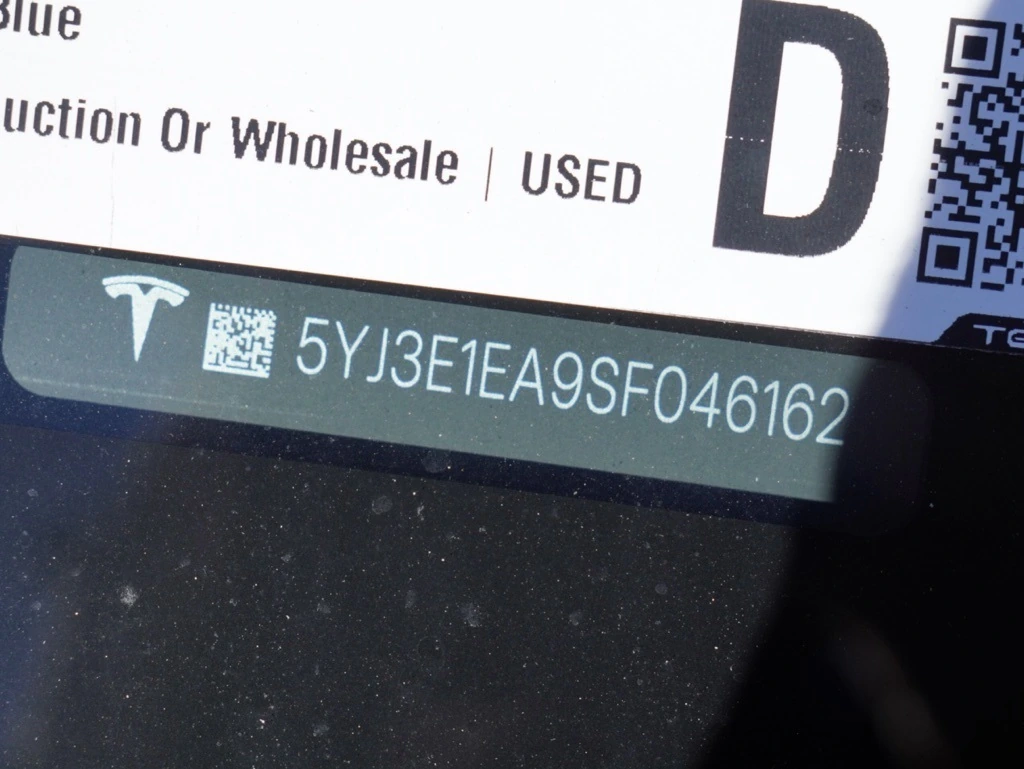 Blue
uction Or Wholesale | USED
D
5YJ3E1EA9SF046162